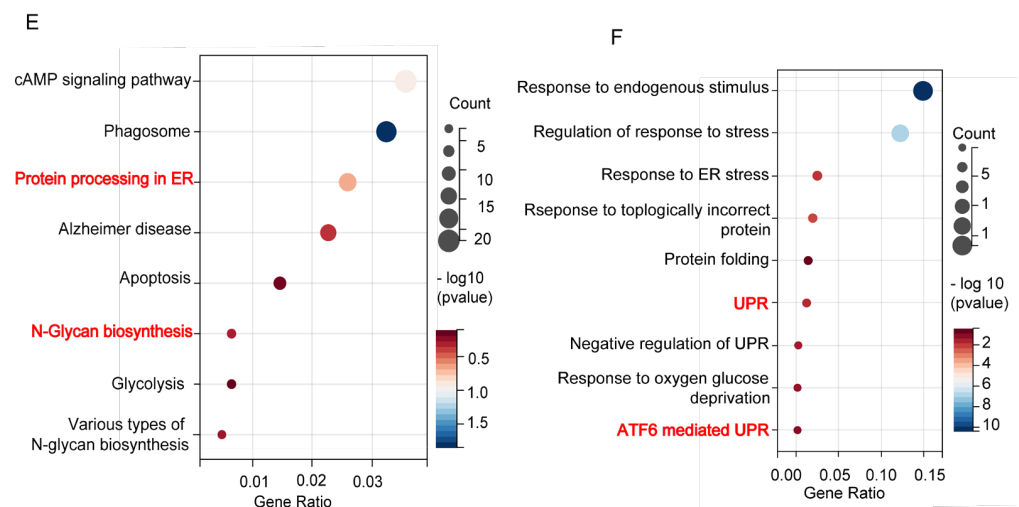 E
cAMP signaling pathway
Phagosome
Protein processing in ER
Alzheimer disease
Apoptosis
N-Glycan biosynthesis
Glycolysis
Various types of
N-glycan biosynthesis
0.01
0.02
0.03
Gene Ratio
Count
5
10
15
20
- log10
(pvalue)
0.5
1.0
1.5
F
Response to endogenous stimulus
Regulation of response to stress
Response to ER stress
Rseponse to toplogically incorrect
protein
Protein folding
UPR
Negative regulation of UPR
Response to oxygen glucose
deprivation
ATF6 mediated UPR
0.00
0.05
0.10
0.15
Gene Ratio
Count
5
1
1
- log 10
(pvalue)
2
4
6
8
10